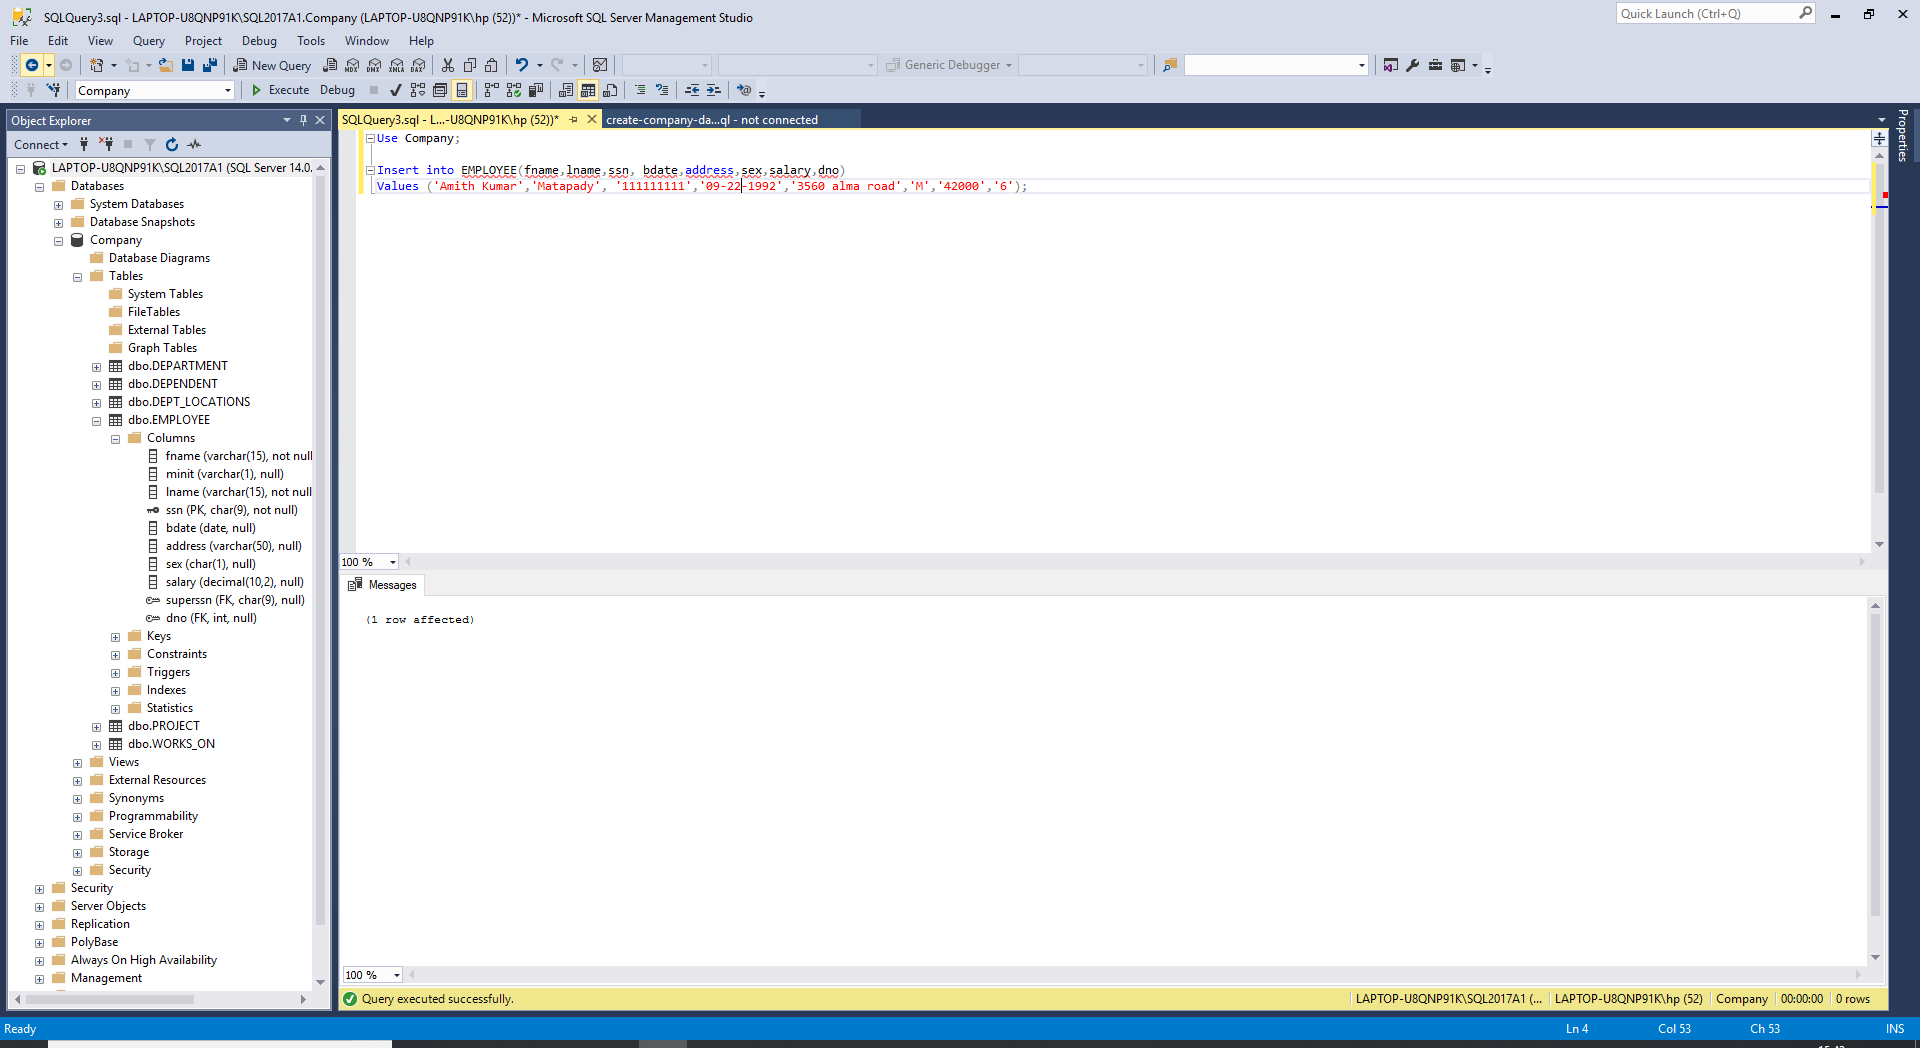 SQLQuery3.sql - LAPTOP-U8QNP91K\SQL2017A1.Company (LAPTOP-U8QNP91K\hp (52))* - Microsoft SQL Server Management Studio
Quick Launch (Ctrl+Q)
File Edit View Query Project Debug Tools Window Help
New Query MDX DMX XMLA DAX Generic Debugger
Company Execute Debug
Object Explorer
Connect
LAPTOP-U8QNP91K\SQL2017A1 (SQL Server 14.0.
Databases
System Databases
Database Snapshots
Company
Database Diagrams
Tables
System Tables
FileTables
External Tables
Graph Tables
dbo.DEPARTMENT
dbo.DEPENDENT
dbo.DEPT_LOCATIONS
dbo.EMPLOYEE
Columns
fname (varchar(15), not null
minit (varchar(1), null)
lname (varchar(15), not null
ssn (PK, char(9), not null)
bdate (date, null)
address (varchar(50), null)
sex (char(1), null)
salary (decimal(10,2), null)
superssn (FK, char(9), null)
dno (FK, int, null)
Keys
Constraints
Triggers
Indexes
Statistics
dbo.PROJECT
dbo.WORKS_ON
Views
External Resources
Synonyms
Programmability
Service Broker
Storage
Security
Security
Server Objects
Replication
PolyBase
Always On High Availability
Management
SQLQuery3.sql - L...-U8QNP91K\hp (52))*
create-company-da...ql - not connected
Use Company;
Insert into EMPLOYEE(fname,lname,ssn, bdate,address,sex,salary,dno)
Values ('Amith Kumar','Matapady', '111111111','09-22-1992','3560 alma road','M','42000','6');
100 %
Messages
(1 row affected)
100 %
Query executed successfully.
LAPTOP-U8QNP91K\SQL2017A1 (... LAPTOP-U8QNP91K\hp (52) Company 00:00:00 0 rows
Properties
Ready Ln 4 Col 53 Ch 53 INS